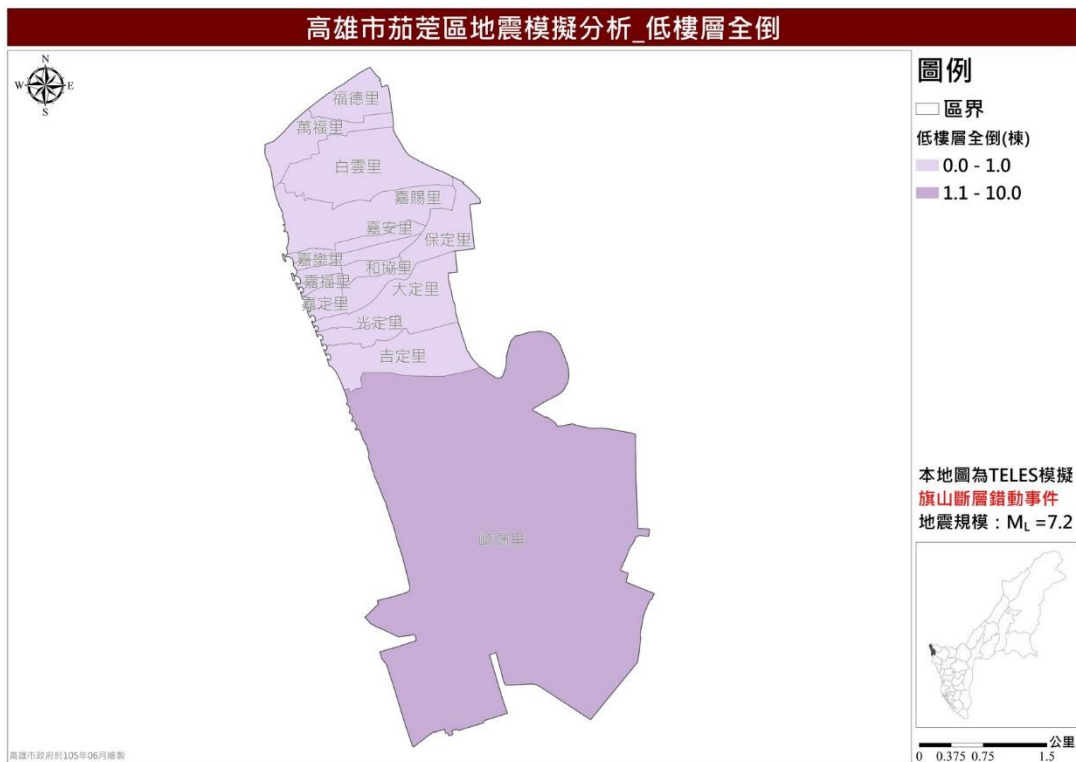 高雄市茄萣區地震模擬分析_低樓層全倒
N
W
E
S
福德里
萬福里
白雲里
嘉賜里
嘉安里
保定里
嘉樂里
和協里
嘉福里
大定里
嘉定里
光定里
吉定里
圖例
區界
低樓層全倒(棟)
0.0 - 1.0
1.1 - 10.0
本地圖為TELES模擬
旗山斷層錯動事件
地震規模：ML =7.2
公里
0 0.375 0.75 1.5
高雄市政府於105年06月繪製